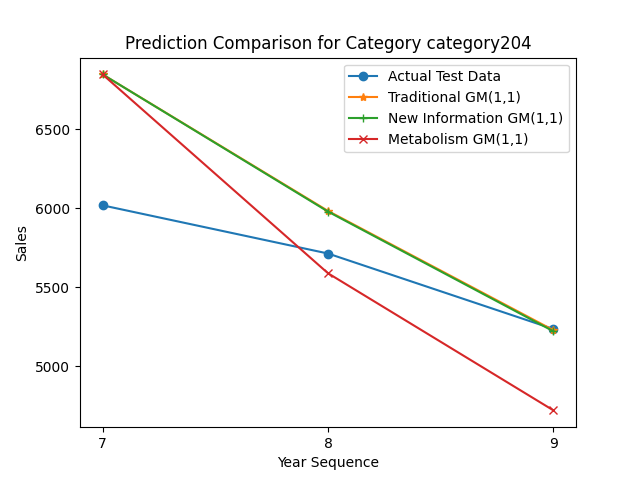 Prediction Comparison for Category category204
Actual Test Data
Traditional GM(1,1)
New Information GM(1,1)
Metabolism GM(1,1)
Sales
6500
6000
5500
5000
7
8
9
Year Sequence